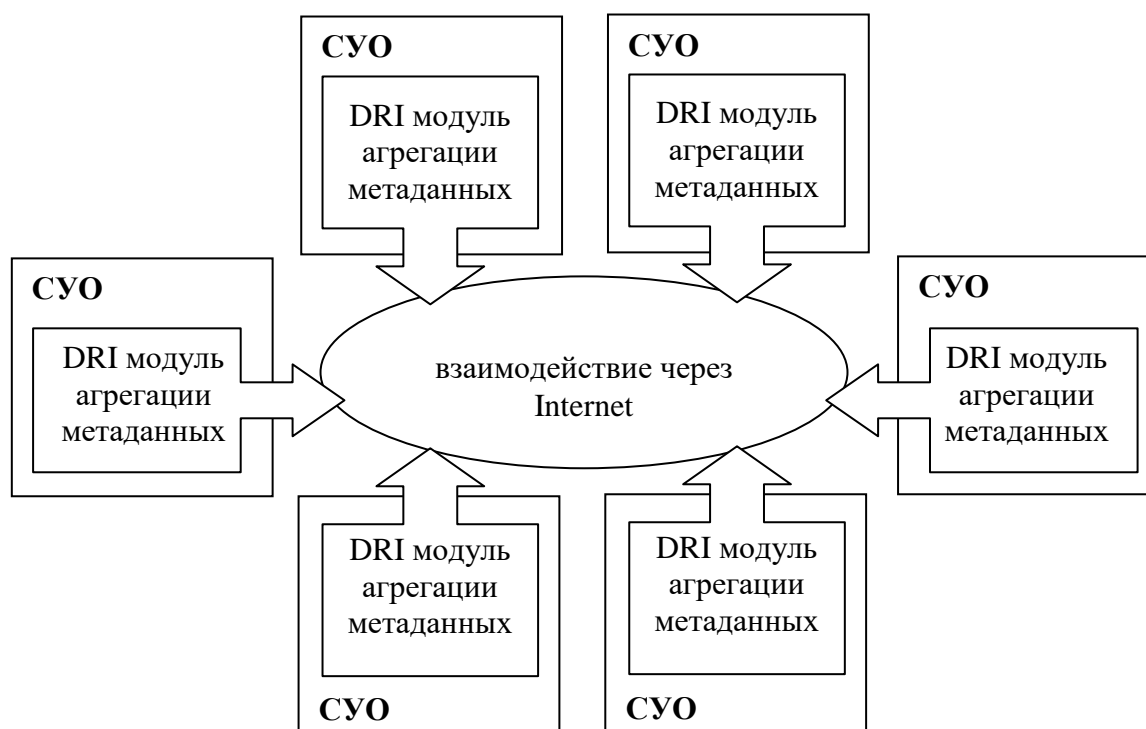 СУО
DRI модуль
агрегации
метаданных
СУО
DRI модуль
агрегации
метаданных
СУО
DRI модуль
агрегации
метаданных
взаимодействие через
Internet
СУО
DRI модуль
агрегации
метаданных
DRI модуль
агрегации
метаданных
СУО
DRI модуль
агрегации
метаданных
СУО